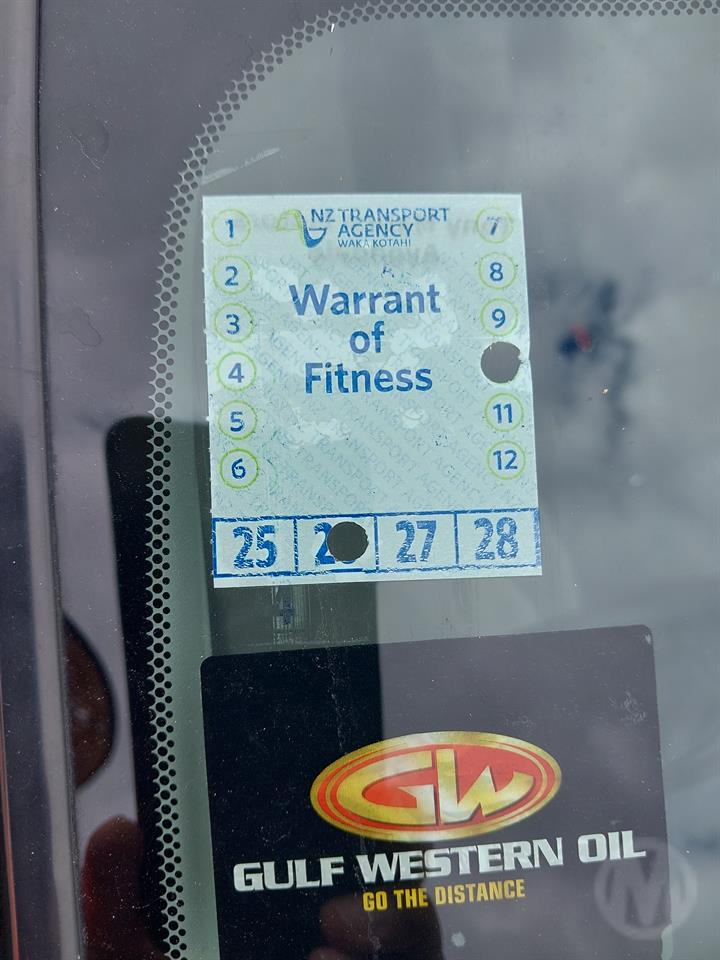 NZ TRANSPORT
AGENCY
WAKA KOTAHI
1
7
2
8
A
Warrant
of
Fitness
3
9
4
5
11
6
12
25
27
28
GW
GULF WESTERN OIL
GO THE DISTANCE
M